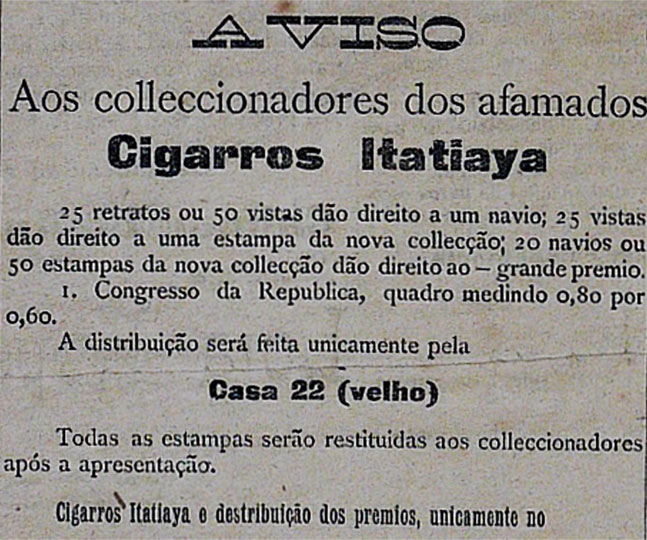 AVISO
Aos colleccionadores dos afamados
Cigarros Itatiaya
25 retratos ou 50 vistas dão direito a um navio; 25 vistas
dão direito a uma estampa da nova collecção; 20 navios ou
50 estampas da nova collecção dão direito ao — grande premio.
1. Congresso da Republica, quadro medindo 0,80 por
0,60.
A distribuição será feita unicamente pela
Casa 22 (velho)
Todas as estampas serão restituidas aos colleccionadores
após a apresentação.
Cigarros Itatiaya e destribuição dos premios, unicamente no